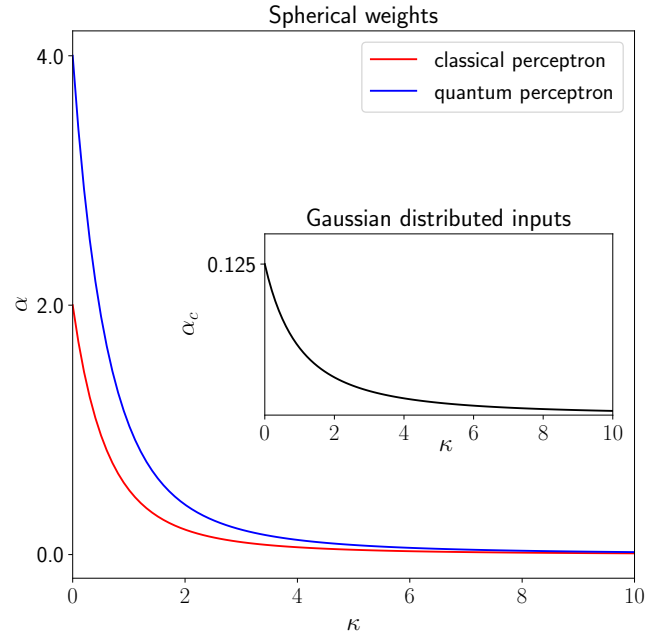 Spherical weights
classical perceptron
quantum perceptron
4.0
2.0
0.0
α
0 2 4 6 8 10
κ
Gaussian distributed inputs
0.125
α_c
0 2 4 6 8 10
κ